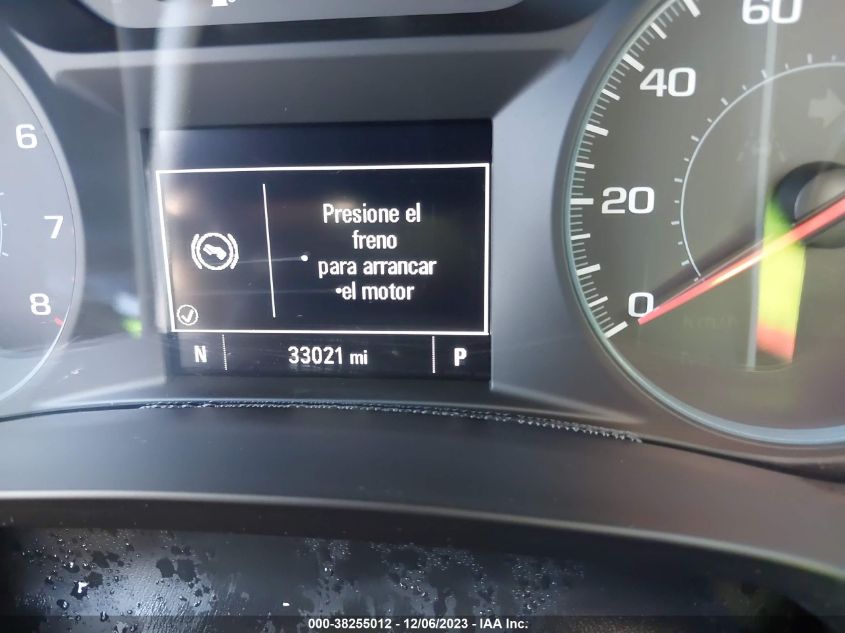 60
40
20
0
6
7
8
Presione el
freno
para arrancar
el motor
N 33021 mi P
000-38255012 - 12/06/2023 - IAA Inc.